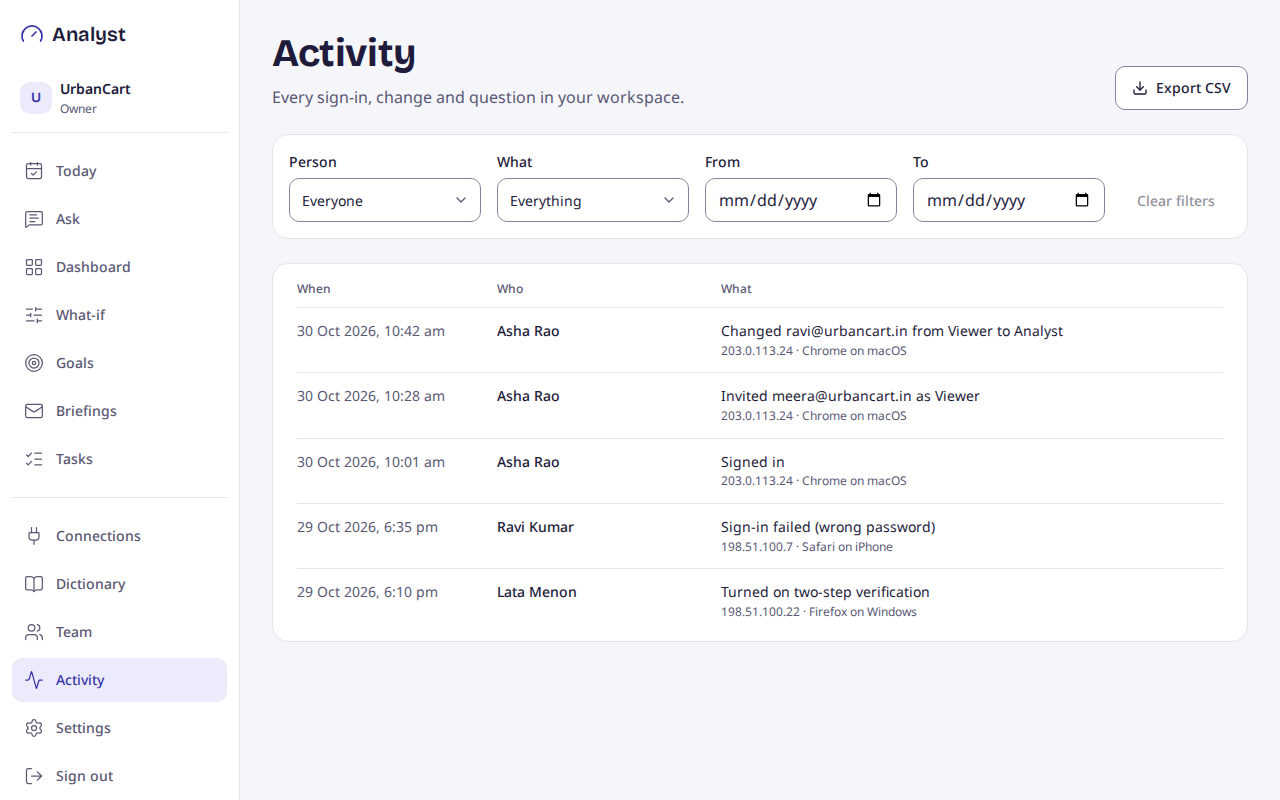 Analyst
U
UrbanCart
Owner
Today
Ask
Dashboard
What-if
Goals
Briefings
Tasks
Connections
Dictionary
Team
Activity
Settings
Sign out
Activity
Every sign-in, change and question in your workspace.
Export CSV
Person What From To
Everyone Everything mm/dd/yyyy mm/dd/yyyy Clear filters
When Who What
30 Oct 2026, 10:42 am Asha Rao Changed ravi@urbancart.in from Viewer to Analyst
203.0.113.24 · Chrome on macOS
30 Oct 2026, 10:28 am Asha Rao Invited meera@urbancart.in as Viewer
203.0.113.24 · Chrome on macOS
30 Oct 2026, 10:01 am Asha Rao Signed in
203.0.113.24 · Chrome on macOS
29 Oct 2026, 6:35 pm Ravi Kumar Sign-in failed (wrong password)
198.51.100.7 · Safari on iPhone
29 Oct 2026, 6:10 pm Lata Menon Turned on two-step verification
198.51.100.22 · Firefox on Windows